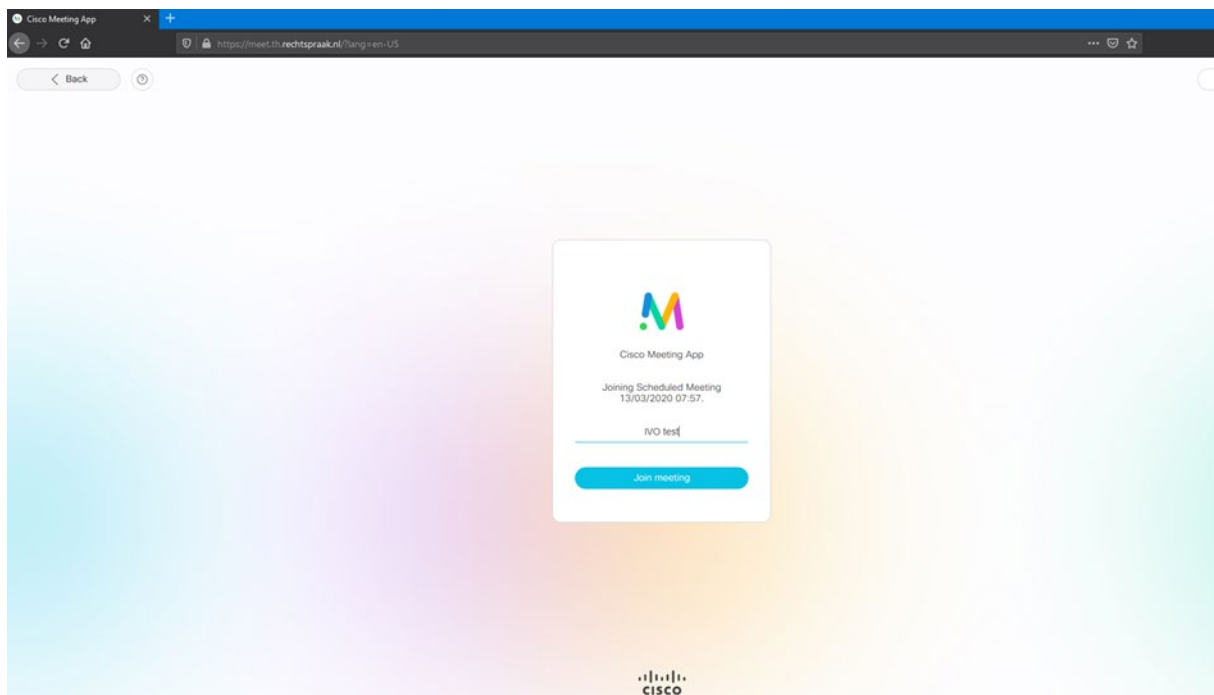 Cisco Meeting App
https://meet.th.rechtspraak.nl/?lang=en-US
Back
Cisco Meeting App
Joining Scheduled Meeting
13/03/2020 07:57.
IVO test
Join meeting
CISCO